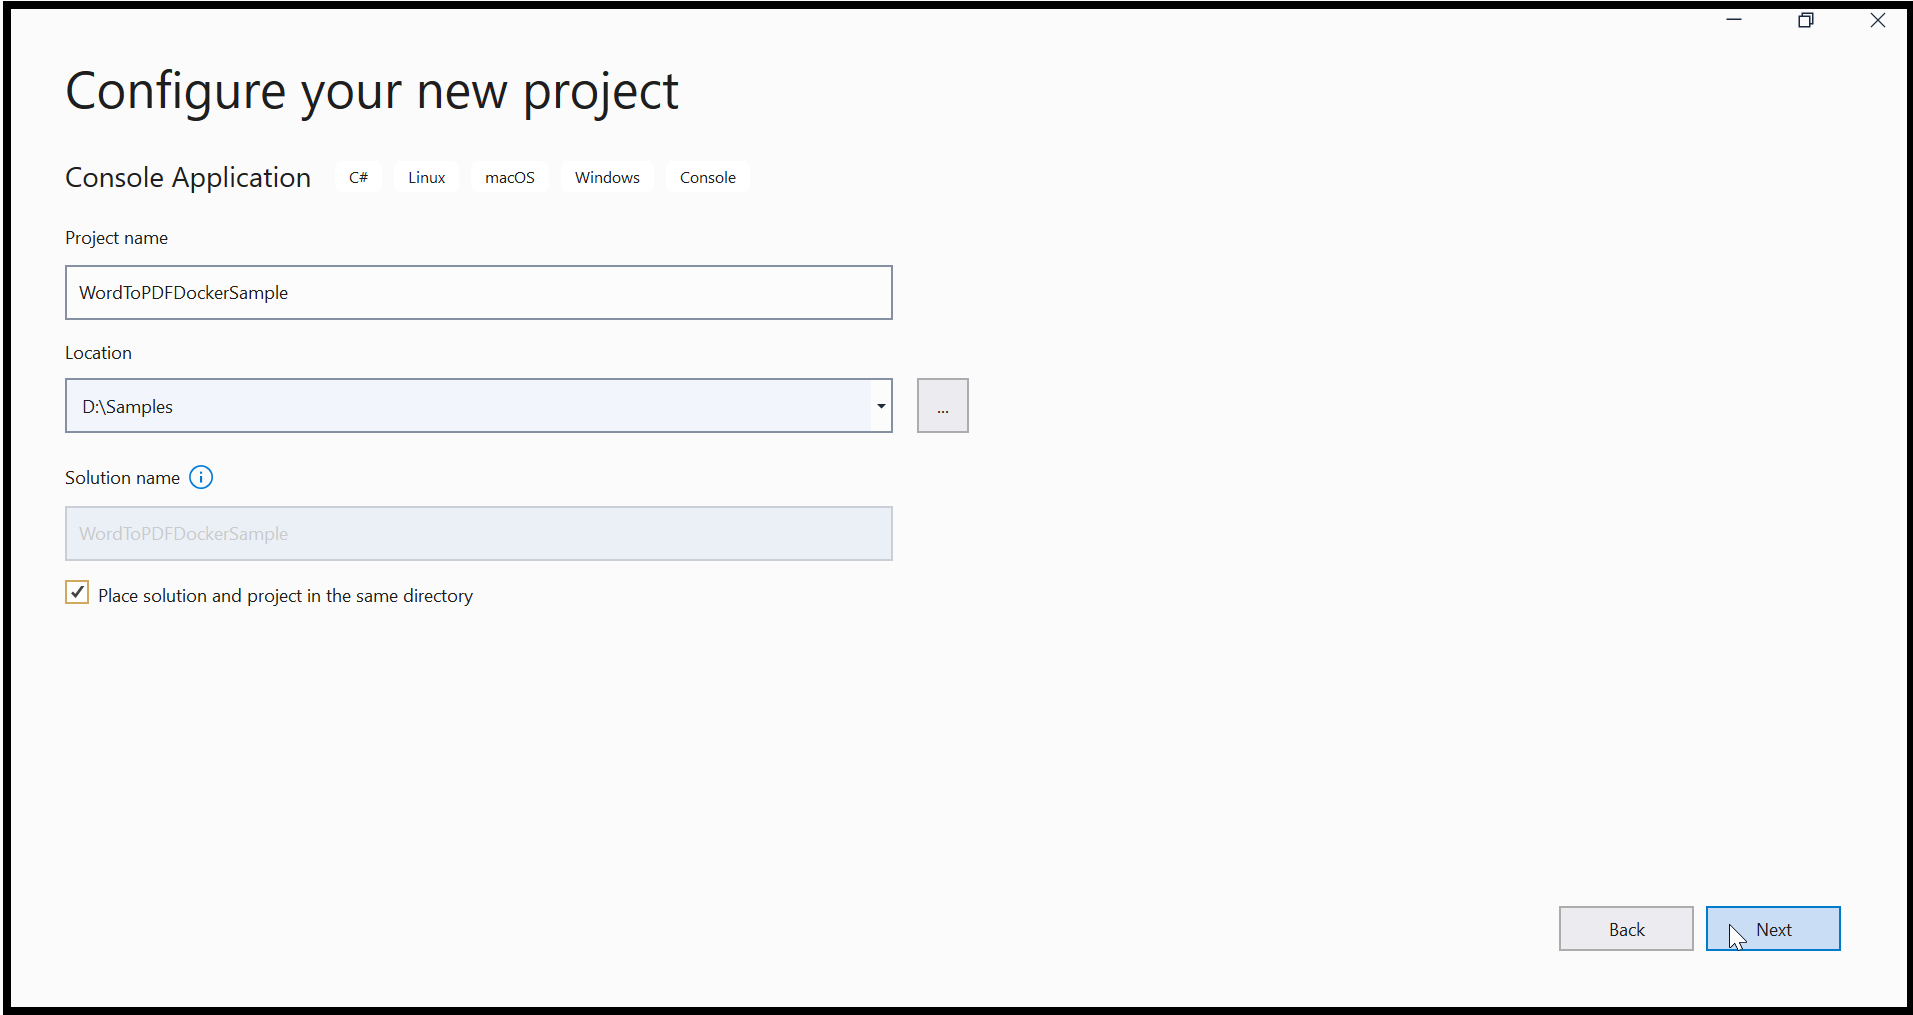 Configure your new project
Console Application C# Linux macOS Windows Console
Project name
WordToPDFDockerSample
Location
D:\Samples
...
Solution name
WordToPDFDockerSample
Place solution and project in the same directory
Back Next